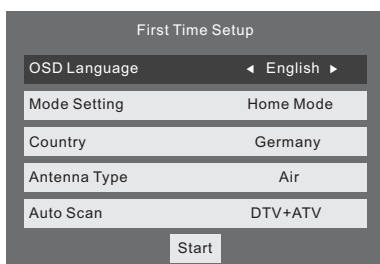 First Time Setup
OSD Language ◄ English ►
Mode Setting Home Mode
Country Germany
Antenna Type Air
Auto Scan DTV+ATV
Start